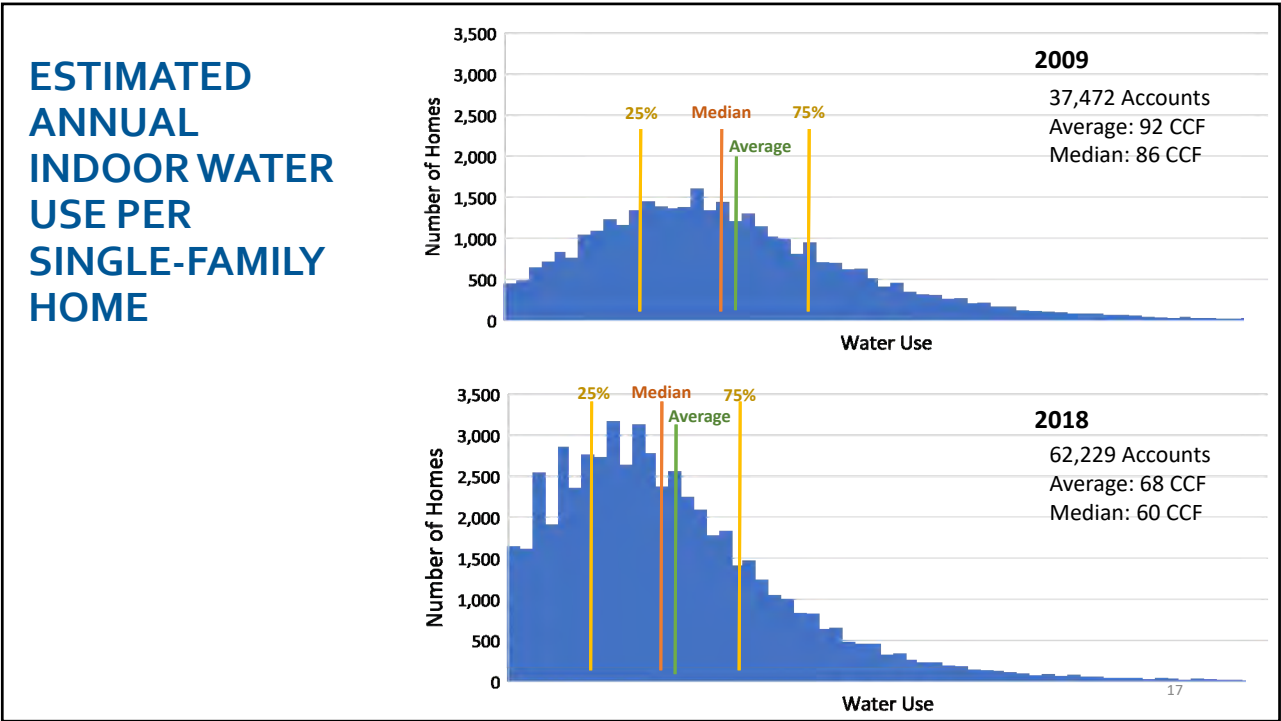 ESTIMATED
ANNUAL
INDOOR WATER
USE PER
SINGLE-FAMILY
HOME
3,500
3,000
2,500
2,000
1,500
1,000
500
0
Number of Homes
25%
Median
75%
Average
2009
37,472 Accounts
Average: 92 CCF
Median: 86 CCF
Water Use
3,500
3,000
2,500
2,000
1,500
1,000
500
0
Number of Homes
25%
Median
75%
Average
2018
62,229 Accounts
Average: 68 CCF
Median: 60 CCF
Water Use
17